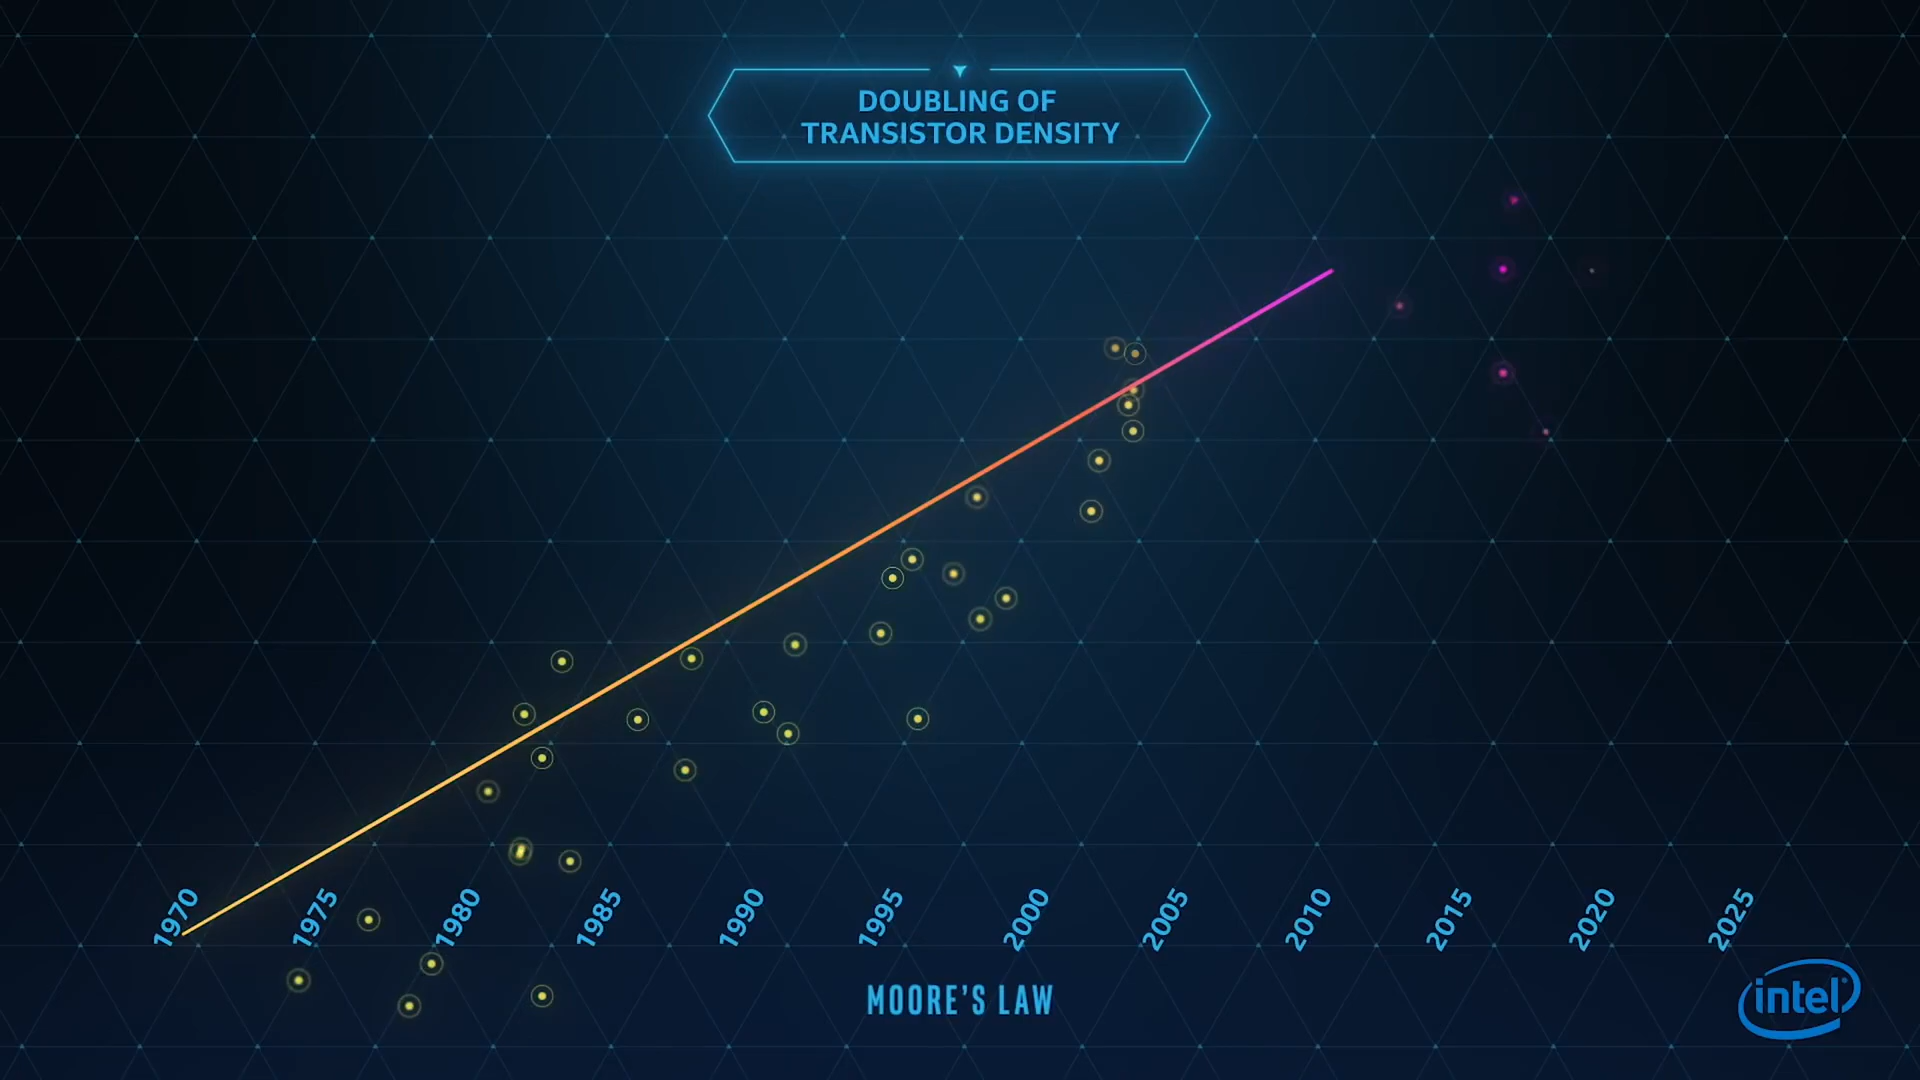 DOUBLING OF
TRANSISTOR DENSITY
1970 1975 1980 1985 1990 1995 2000 2005 2010 2015 2020 2025
MOORE'S LAW
intel